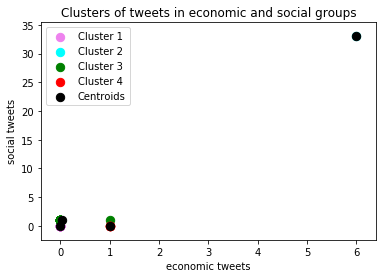 Clusters of tweets in economic and social groups
35
30
25
20
15
10
5
0
social tweets
Cluster 1
Cluster 2
Cluster 3
Cluster 4
Centroids
0 1 2 3 4 5 6
economic tweets